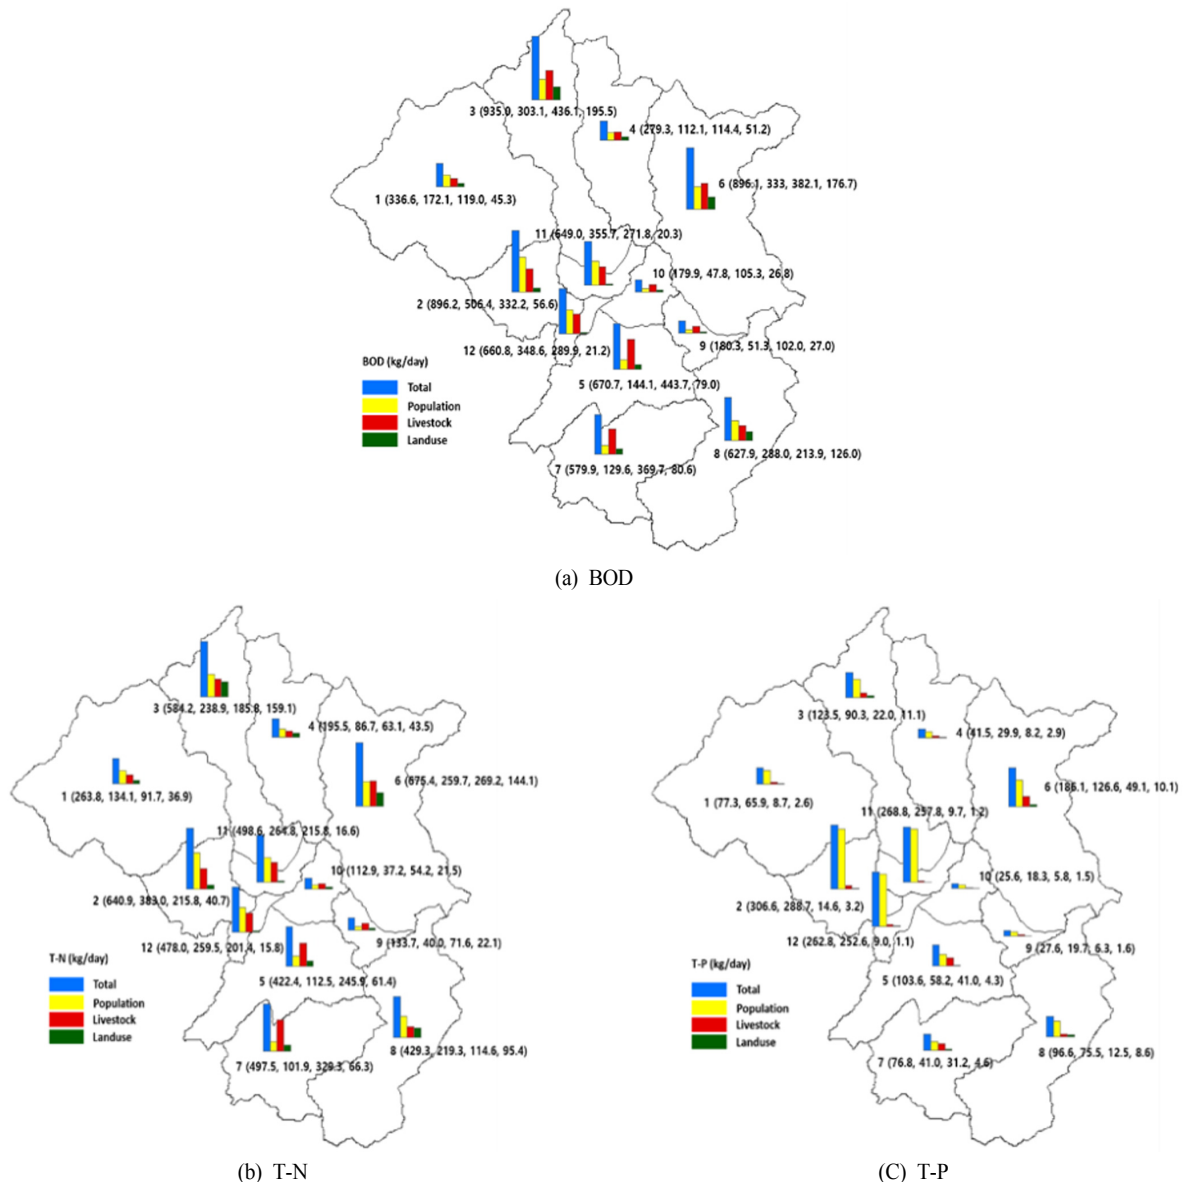 3 (935.0, 303.1, 436.1, 195.5)
4 (279.3, 112.1, 114.4, 51.2)
6 (896.1, 333, 382.1, 176.7)
1 (336.6, 172.1, 119.0, 45.3)
11 (649.0, 355.7, 271.8, 20.3)
10 (179.9, 47.8, 105.3, 26.8)
2 (896.2, 506.4, 332.2, 56.6)
12 (660.8, 348.6, 289.9, 21.2)
9 (180.3, 51.3, 102.0, 27.0)
BOD (kg/day)
Total
Population
Livestock
Landuse
5 (670.7, 144.1, 443.7, 79.0)
8 (627.9, 288.0, 213.9, 126.0)
7 (579.9, 129.6, 369.7, 80.6)
(a) BOD
3 (584.2, 238.9, 185.8, 159.1)
4 (195.5, 86.7, 63.1, 43.5)
6 (675.4, 259.7, 269.2, 144.1)
1 (263.8, 134.1, 91.7, 36.9)
11 (498.6, 264.8, 215.8, 16.6)
10 (112.9, 37.2, 54.2, 21.5)
2 (640.9, 383.0, 215.8, 40.7)
12 (478.0, 259.5, 201.4, 15.8)
9 (133.7, 40.0, 71.6, 22.1)
T-N (kg/day)
Total
Population
Livestock
Landuse
5 (422.4, 112.5, 245.9, 61.4)
8 (429.3, 219.3, 114.6, 95.4)
7 (497.5, 101.9, 329.3, 66.3)
(b) T-N
3 (123.5, 90.3, 22.0, 11.1)
4 (41.5, 29.9, 8.2, 2.9)
6 (186.1, 126.6, 49.1, 10.1)
1 (77.3, 65.9, 8.7, 2.6)
11 (268.8, 257.8, 9.7, 1.2)
10 (25.6, 18.3, 5.8, 1.5)
2 (306.6, 288.7, 14.6, 3.2)
12 (262.8, 252.6, 9.0, 1.1)
9 (27.6, 19.7, 6.3, 1.6)
T-P (kg/day)
Total
Population
Livestock
Landuse
5 (103.6, 58.2, 41.0, 4.3)
8 (96.6, 75.5, 12.5, 8.6)
7 (76.8, 41.0, 31.2, 4.6)
(C) T-P